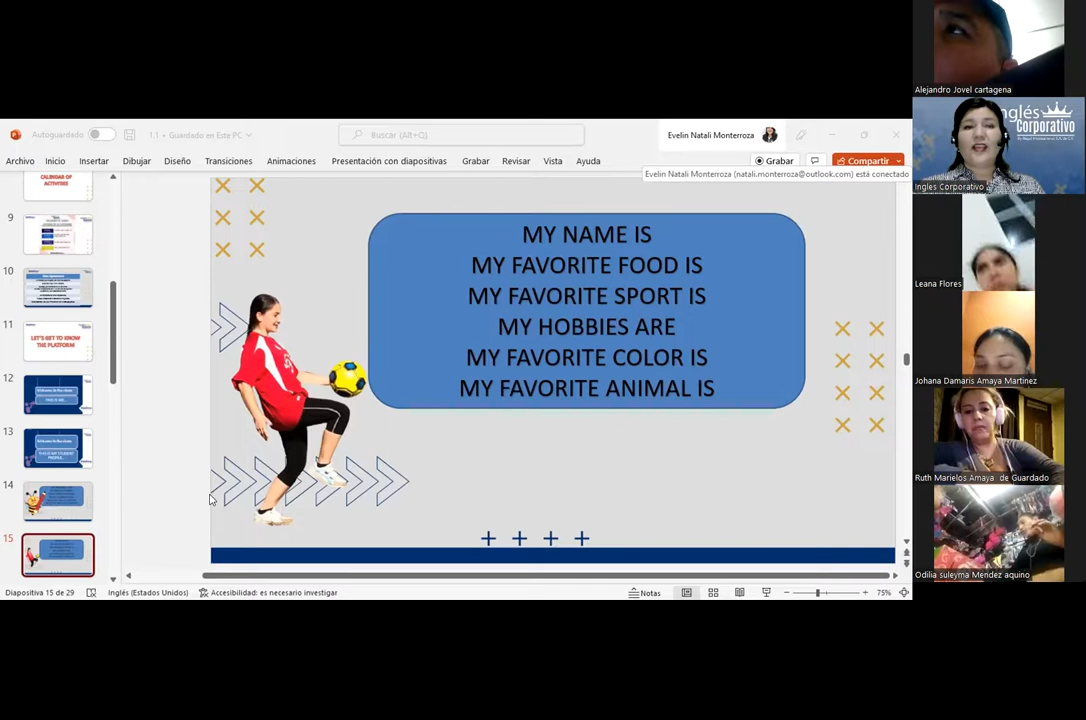 Autoguardado
1.1 • Guardado en Este PC
Buscar (Alt+Q)
Evelin Natali Monterroza
Archivo Inicio Insertar Dibujar Diseño Transiciones Animaciones Presentación con diapositivas Grabar Revisar Vista Ayuda
Grabar
Compartir
Evelin Natali Monterroza (natali.monterroza@outlook.com) está conectado
CALENDAR OF
ACTIVITIES
9
10
11
LET'S GET TO KNOW
THE PLATFORM
12
13
14
15
MY NAME IS
MY FAVORITE FOOD IS
MY FAVORITE SPORT IS
MY HOBBIES ARE
MY FAVORITE COLOR IS
MY FAVORITE ANIMAL IS
Diapositiva 15 de 29
Inglés (Estados Unidos)
Accesibilidad: es necesario investigar
Notas
75%
Alejandro Jovel cartagena
Inglés
Corporativo
Ingles Corporativo
Leana Flores
Johana Damaris Amaya Martinez
Ruth Marielos Amaya de Guardado
Odilia suleyma Mendez aquino